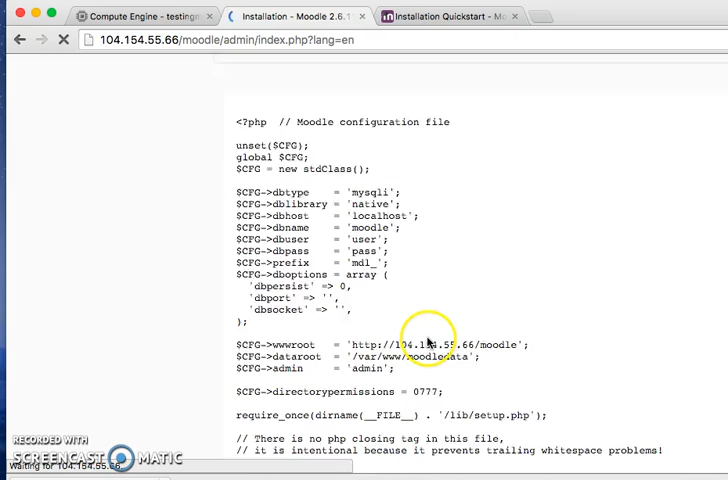 Compute Engine - testingm
Installation - Moodle 2.6.1
Installation Quickstart - Mo
104.154.55.66/moodle/admin/index.php?lang=en
<?php  // Moodle configuration file
unset($CFG);
global $CFG;
$CFG = new stdClass();
$CFG->dbtype    = 'mysqli';
$CFG->dblibrary = 'native';
$CFG->dbhost    = 'localhost';
$CFG->dbname    = 'moodle';
$CFG->dbuser    = 'user';
$CFG->dbpass    = 'pass';
$CFG->prefix    = 'mdl_';
$CFG->dboptions = array (
  'dbpersist' => 0,
  'dbport' => '',
  'dbsocket' => '',
);
$CFG->wwwroot   = 'http://104.154.55.66/moodle';
$CFG->dataroot  = '/var/www/moodledata';
$CFG->admin     = 'admin';
$CFG->directorypermissions = 0777;
require_once(dirname(__FILE__) . '/lib/setup.php');
// There is no php closing tag in this file,
// it is intentional because it prevents trailing whitespace problems!
RECORDED WITH
SCREENCAST MATIC
Waiting for 104.154.55.66...